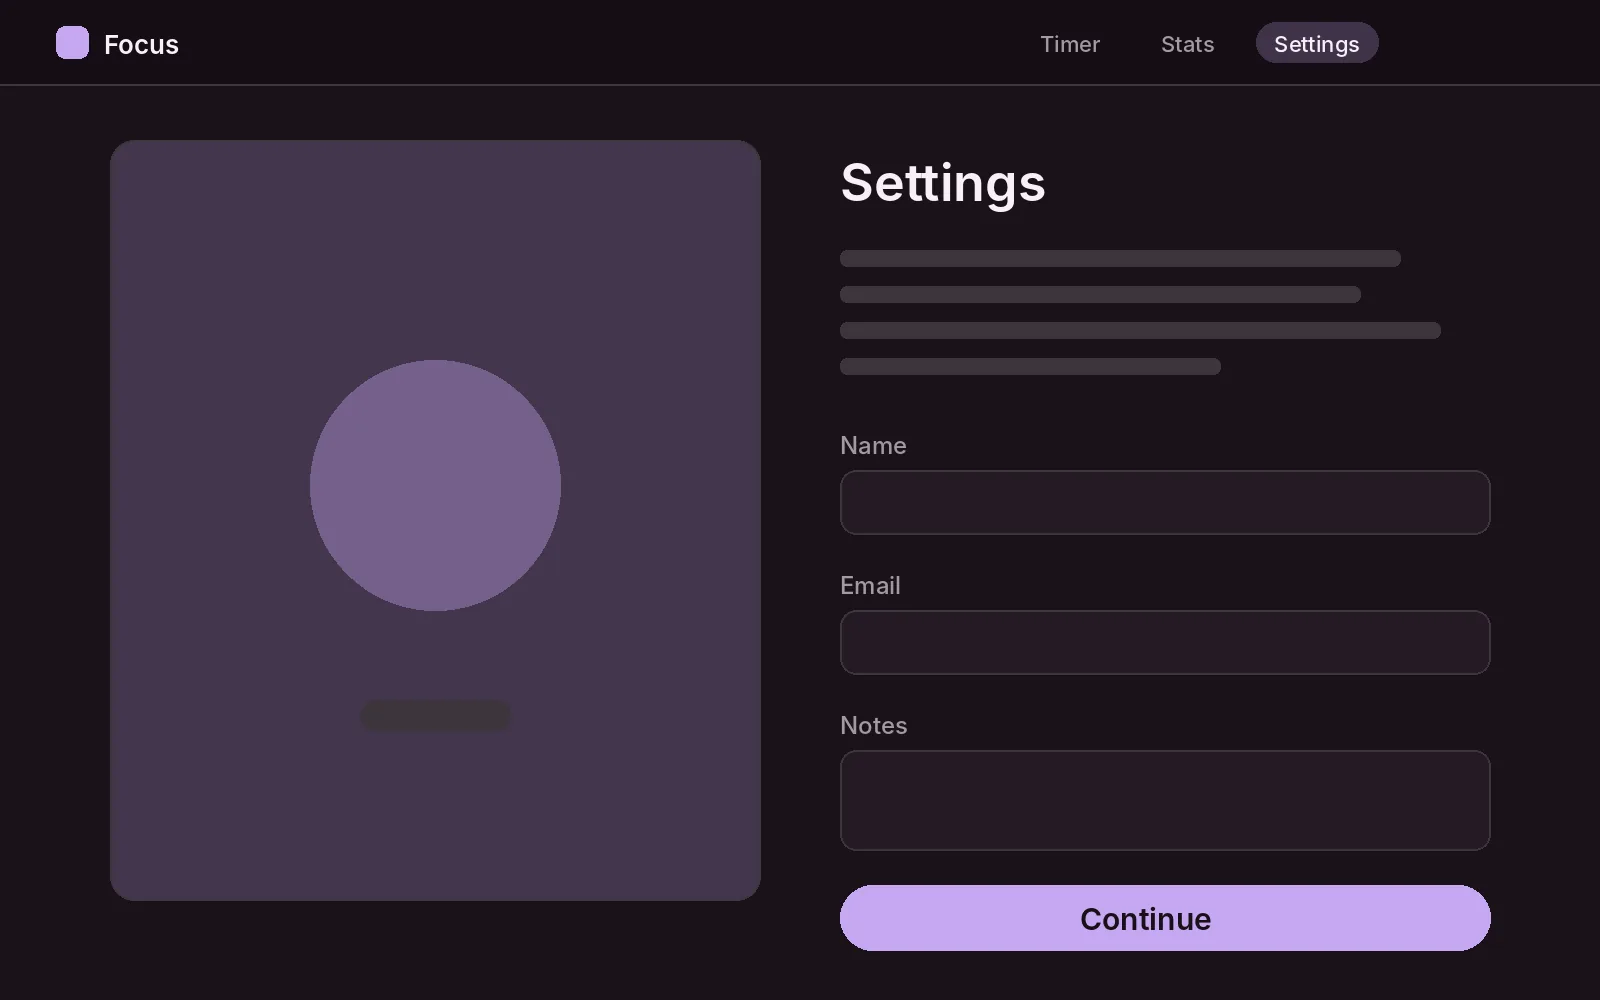 Focus
Timer
Stats
Settings
Settings
Name
Email
Notes
Continue